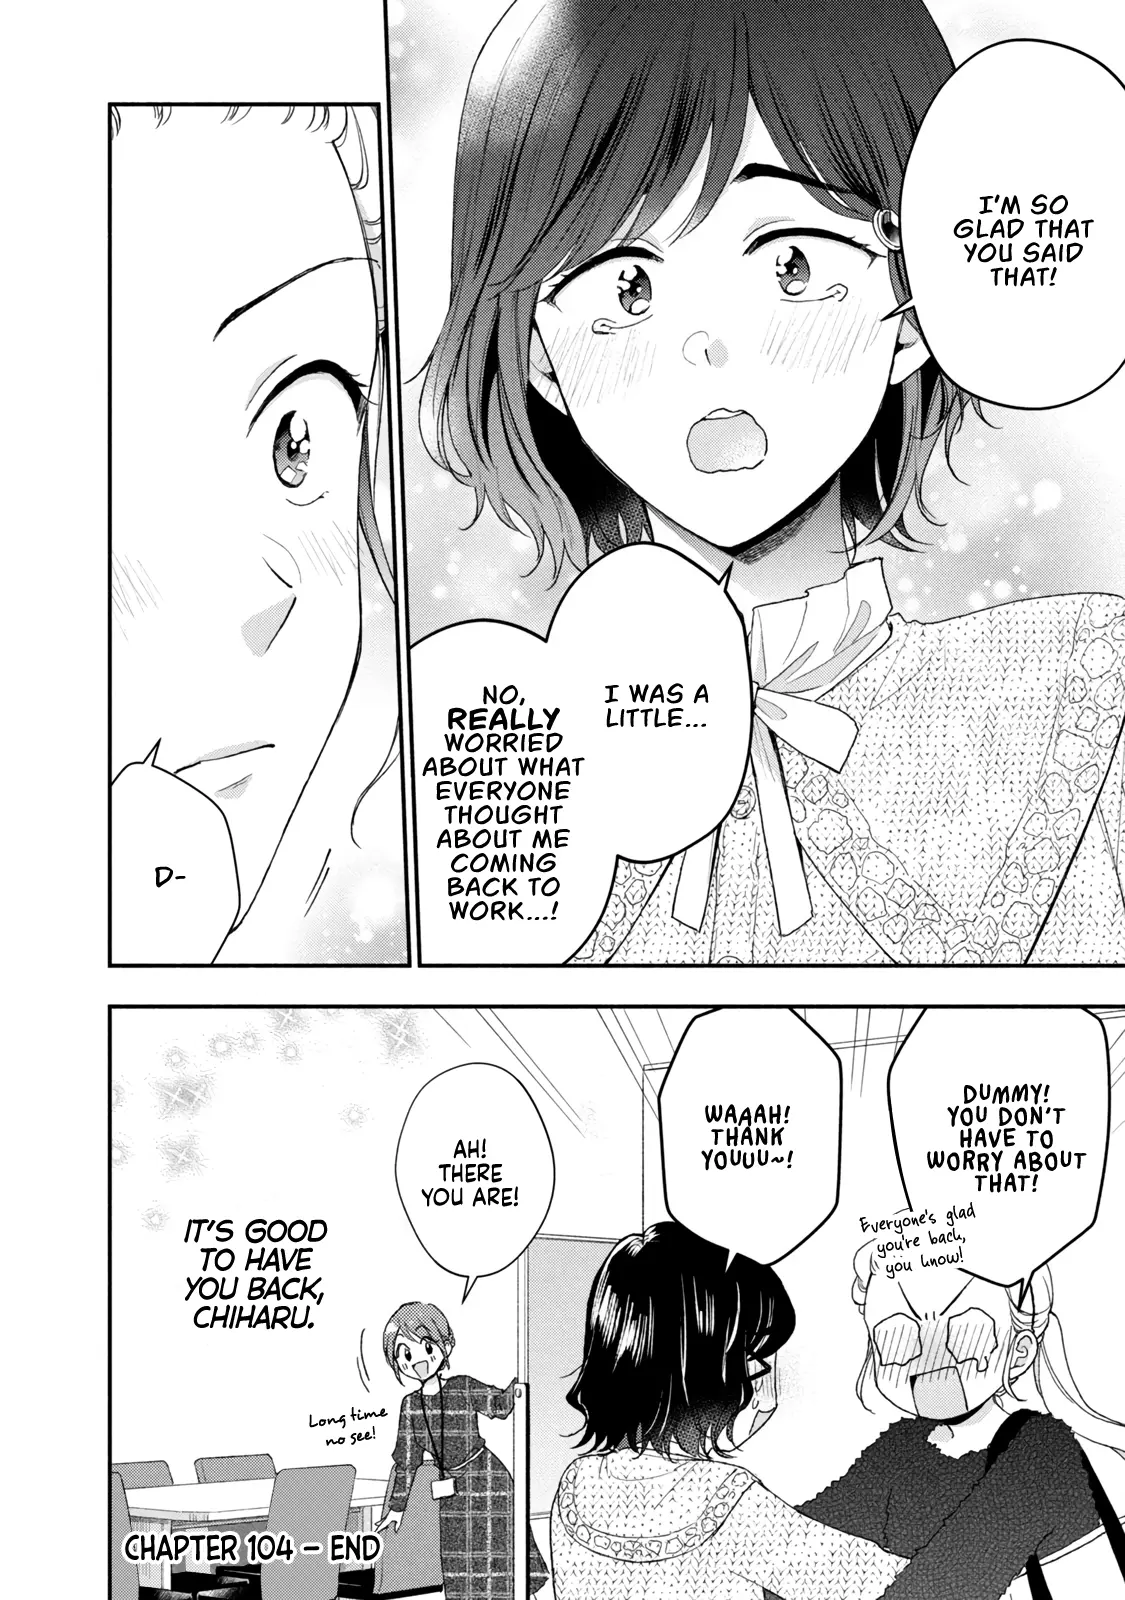 I'M SO
GLAD THAT
YOU SAID
THAT!
I WAS A
LITTLE...
NO,
REALLY
WORRIED
ABOUT WHAT
EVERYONE
THOUGHT
ABOUT ME
COMING
BACK TO
WORK...!
D-
DUMMY!
YOU DON'T
HAVE TO
WORRY ABOUT
THAT!
Everyone's glad
you're back,
you know!
WAAAH!
THANK
YOUUU~!
AH!
THERE
YOU ARE!
Long time
no see!
IT'S GOOD
TO HAVE
YOU BACK,
CHIHARU.
CHAPTER 104 – END